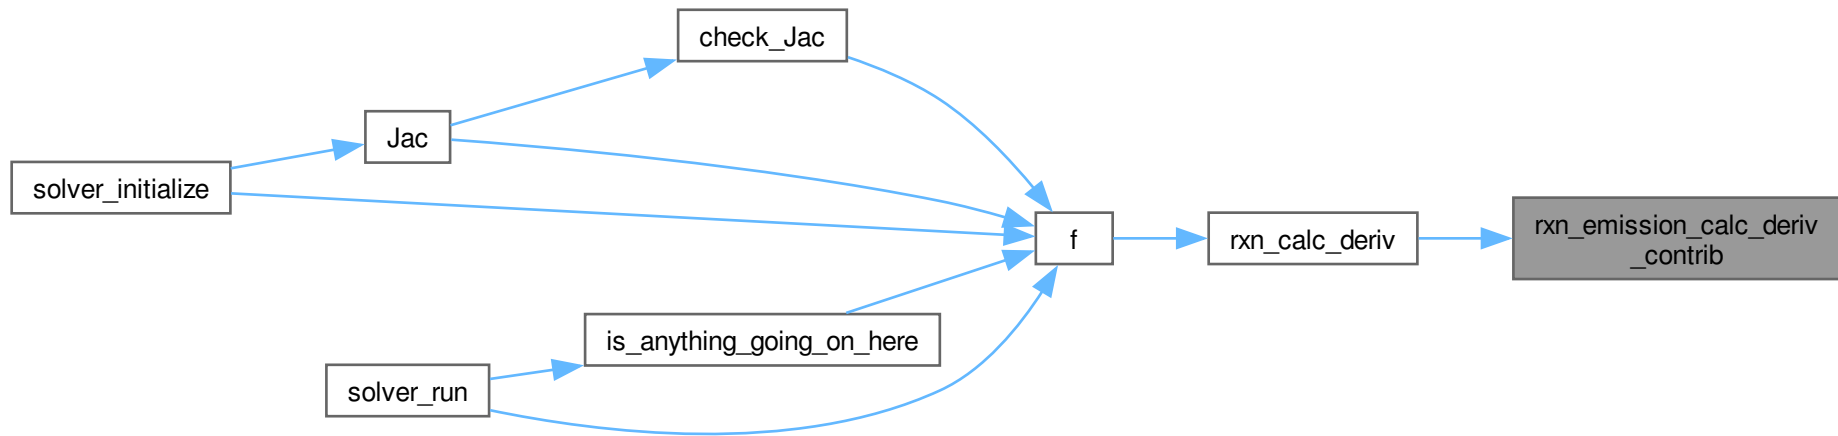 check_Jac
Jac
solver_initialize
f
rxn_calc_deriv
rxn_emission_calc_deriv
_contrib
is_anything_going_on_here
solver_run